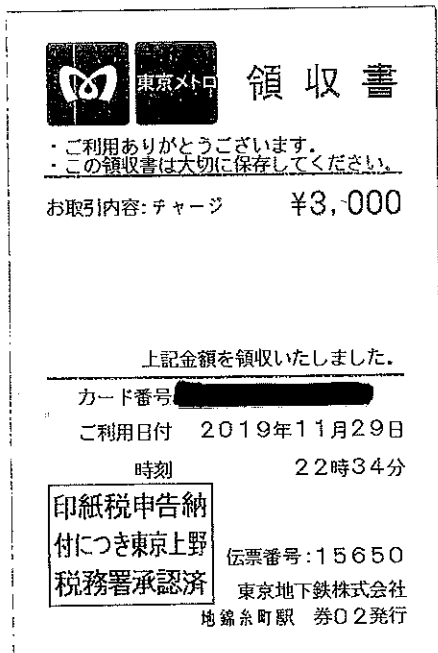 東京メトロ 領収書
・ご利用ありがとうございます。
・この領収書は大切に保存してください。
お取引内容:チャージ ¥3,000
上記金額を領収いたしました。
カード番号
ご利用日付 2019年11月29日
時刻 22時34分
印紙税申告納
付につき東京上野
税務署承認済
伝票番号:15650
東京地下鉄株式会社
地錦糸町駅 券02発行